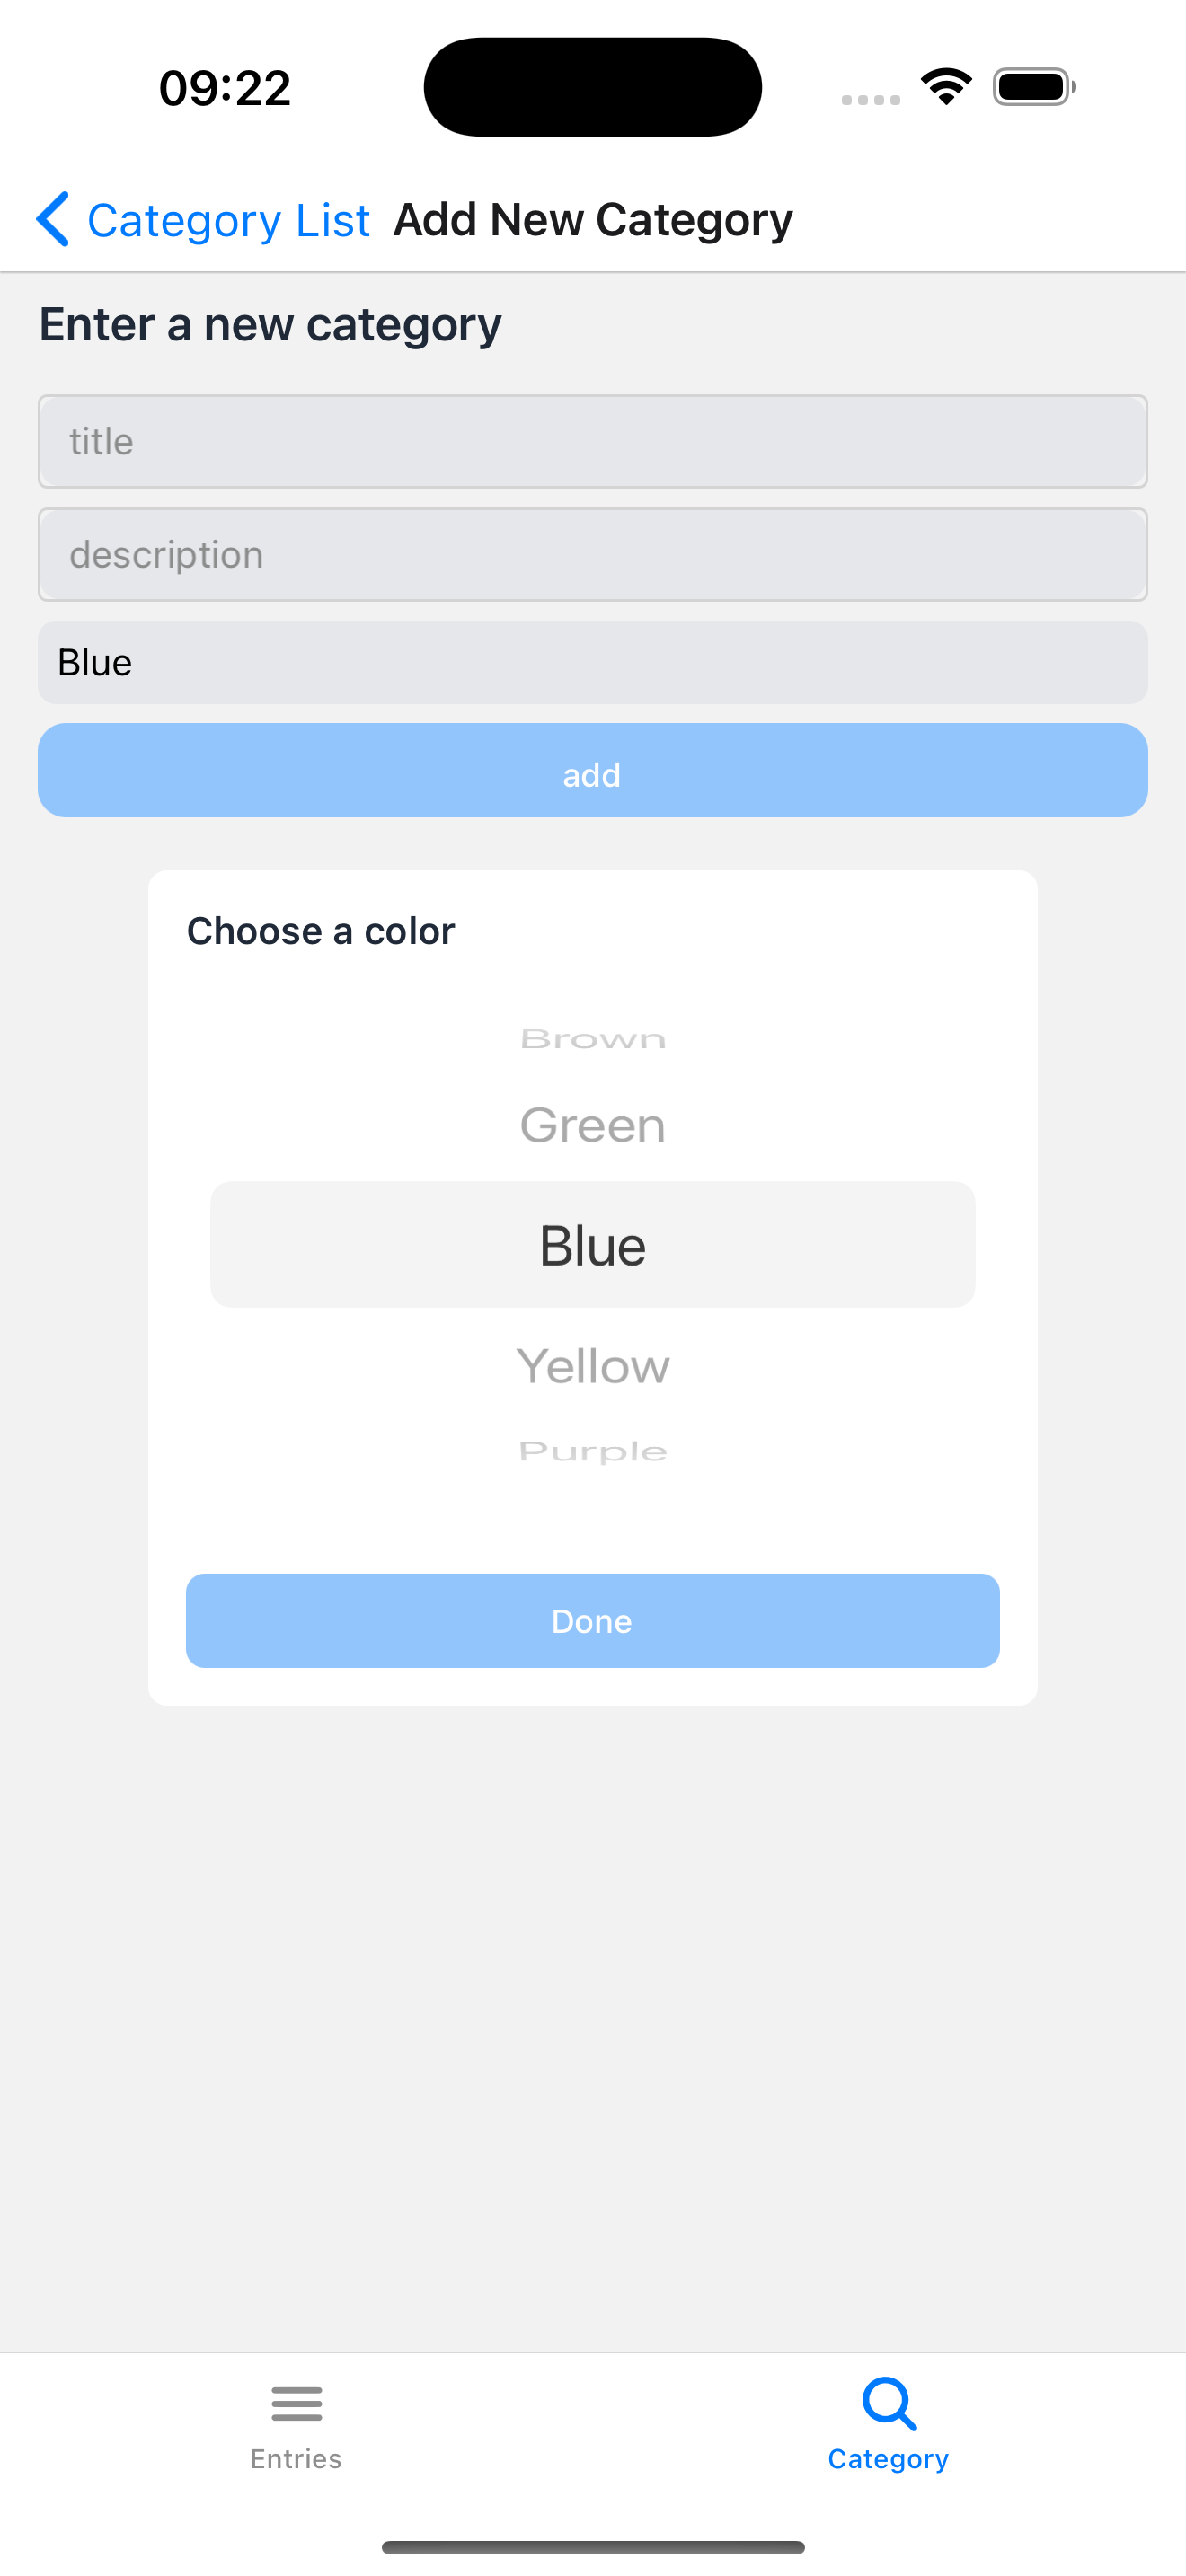 09:22
Category List Add New Category
Enter a new category
title
description
Blue
add
Choose a color
Brown
Green
Blue
Yellow
Purple
Done
Entries Category